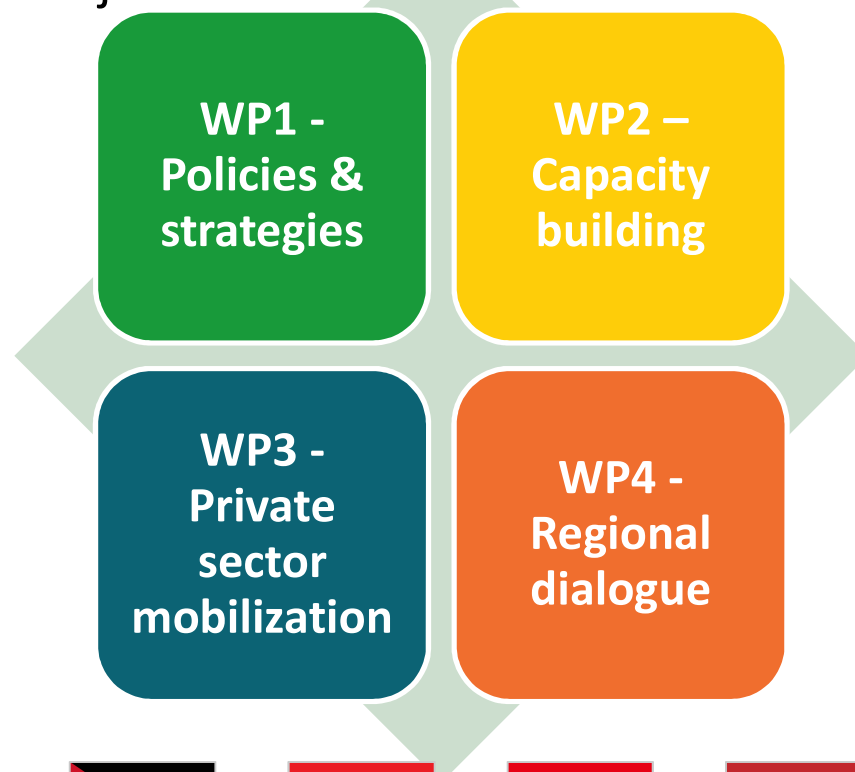 WP1 -
Policies &
strategies
WP2 –
Capacity
building
WP3 -
Private
sector
mobilization
WP4 -
Regional
dialogue